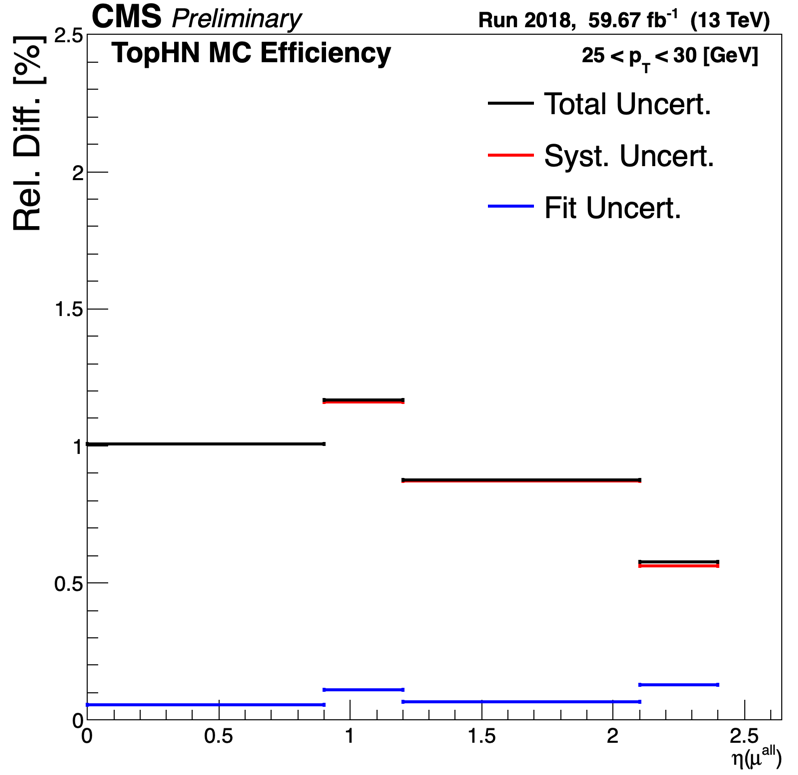 CMS Preliminary
Run 2018, 59.67 fb⁻¹ (13 TeV)
TopHN MC Efficiency
25 < p_T < 30 [GeV]
Total Uncert.
Syst. Uncert.
Fit Uncert.
Rel. Diff. [%]
2.5
2
1.5
1
0.5
0
0 0.5 1 1.5 2 2.5
η(μ^all)